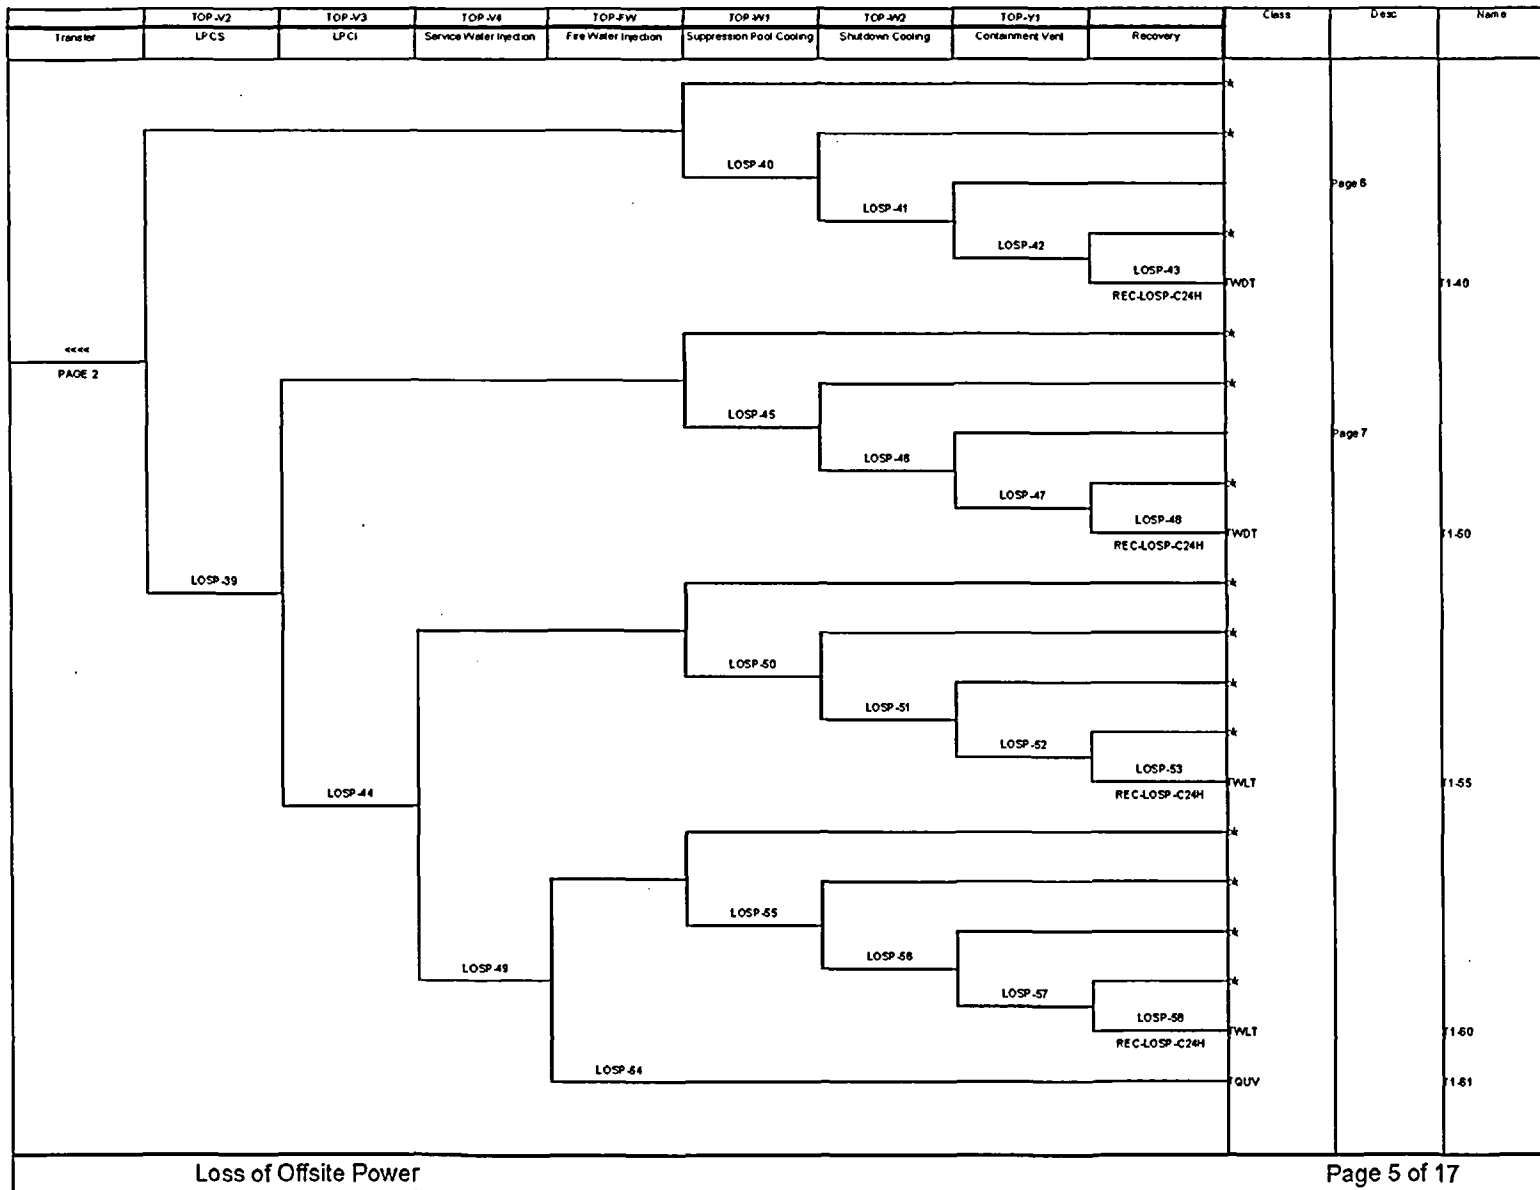 TOP-V2 TOP-V3 TOP-V4 TOP-FW TOP-W1 TOP-W2 TOP-Y1 Class Desc Name
Transfer LPCS LPCI Service Water Injection Fire Water Injection Suppression Pool Cooling Shutdown Cooling Containment Vent Recovery
*
*
LOSP-40
Page 6
LOSP-41
*
LOSP-42
LOSP-43
TWDT T1-40
REC-LOSP-C24H
*
<<<<
PAGE 2
*
LOSP-45
Page 7
LOSP-46
*
LOSP-47
LOSP-48
TWDT T1-50
REC-LOSP-C24H
LOSP-39
*
*
LOSP-50
*
LOSP-51
*
LOSP-52
LOSP-53
TWLT T1-55
REC-LOSP-C24H
LOSP-44
*
*
LOSP-55
*
LOSP-56
LOSP-49
*
LOSP-57
LOSP-58
TWLT T1-60
REC-LOSP-C24H
LOSP-54
TQUV T1-61
Loss of Offsite Power Page 5 of 17